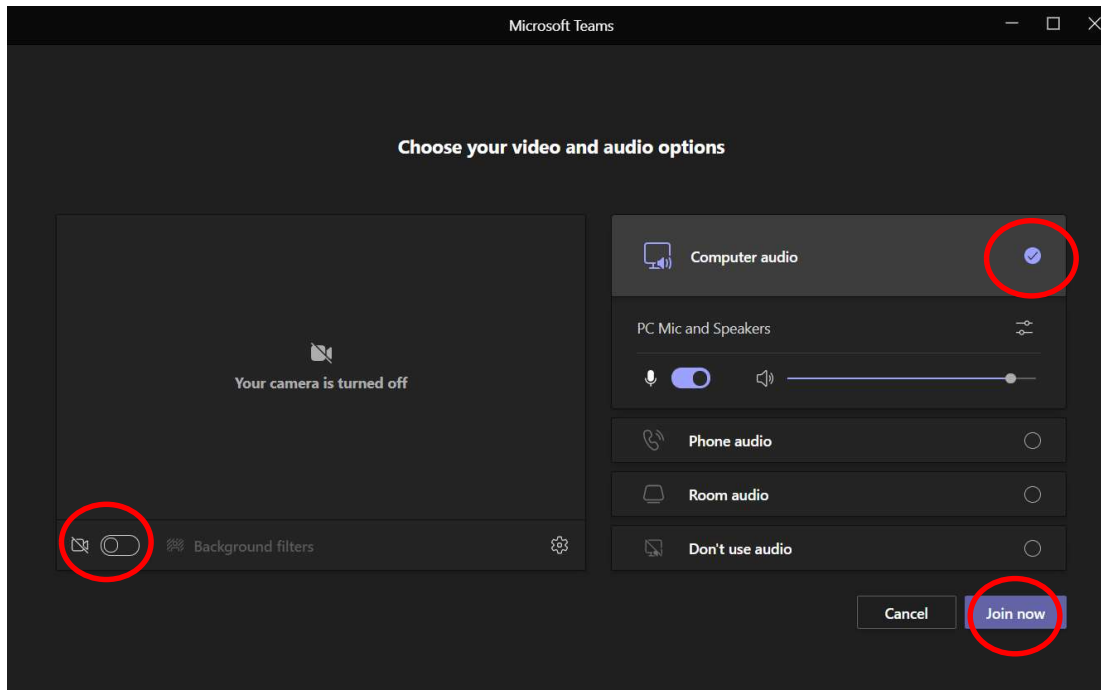 Microsoft Teams
Choose your video and audio options
Your camera is turned off
Background filters
Computer audio
PC Mic and Speakers
Phone audio
Room audio
Don't use audio
Cancel
Join now